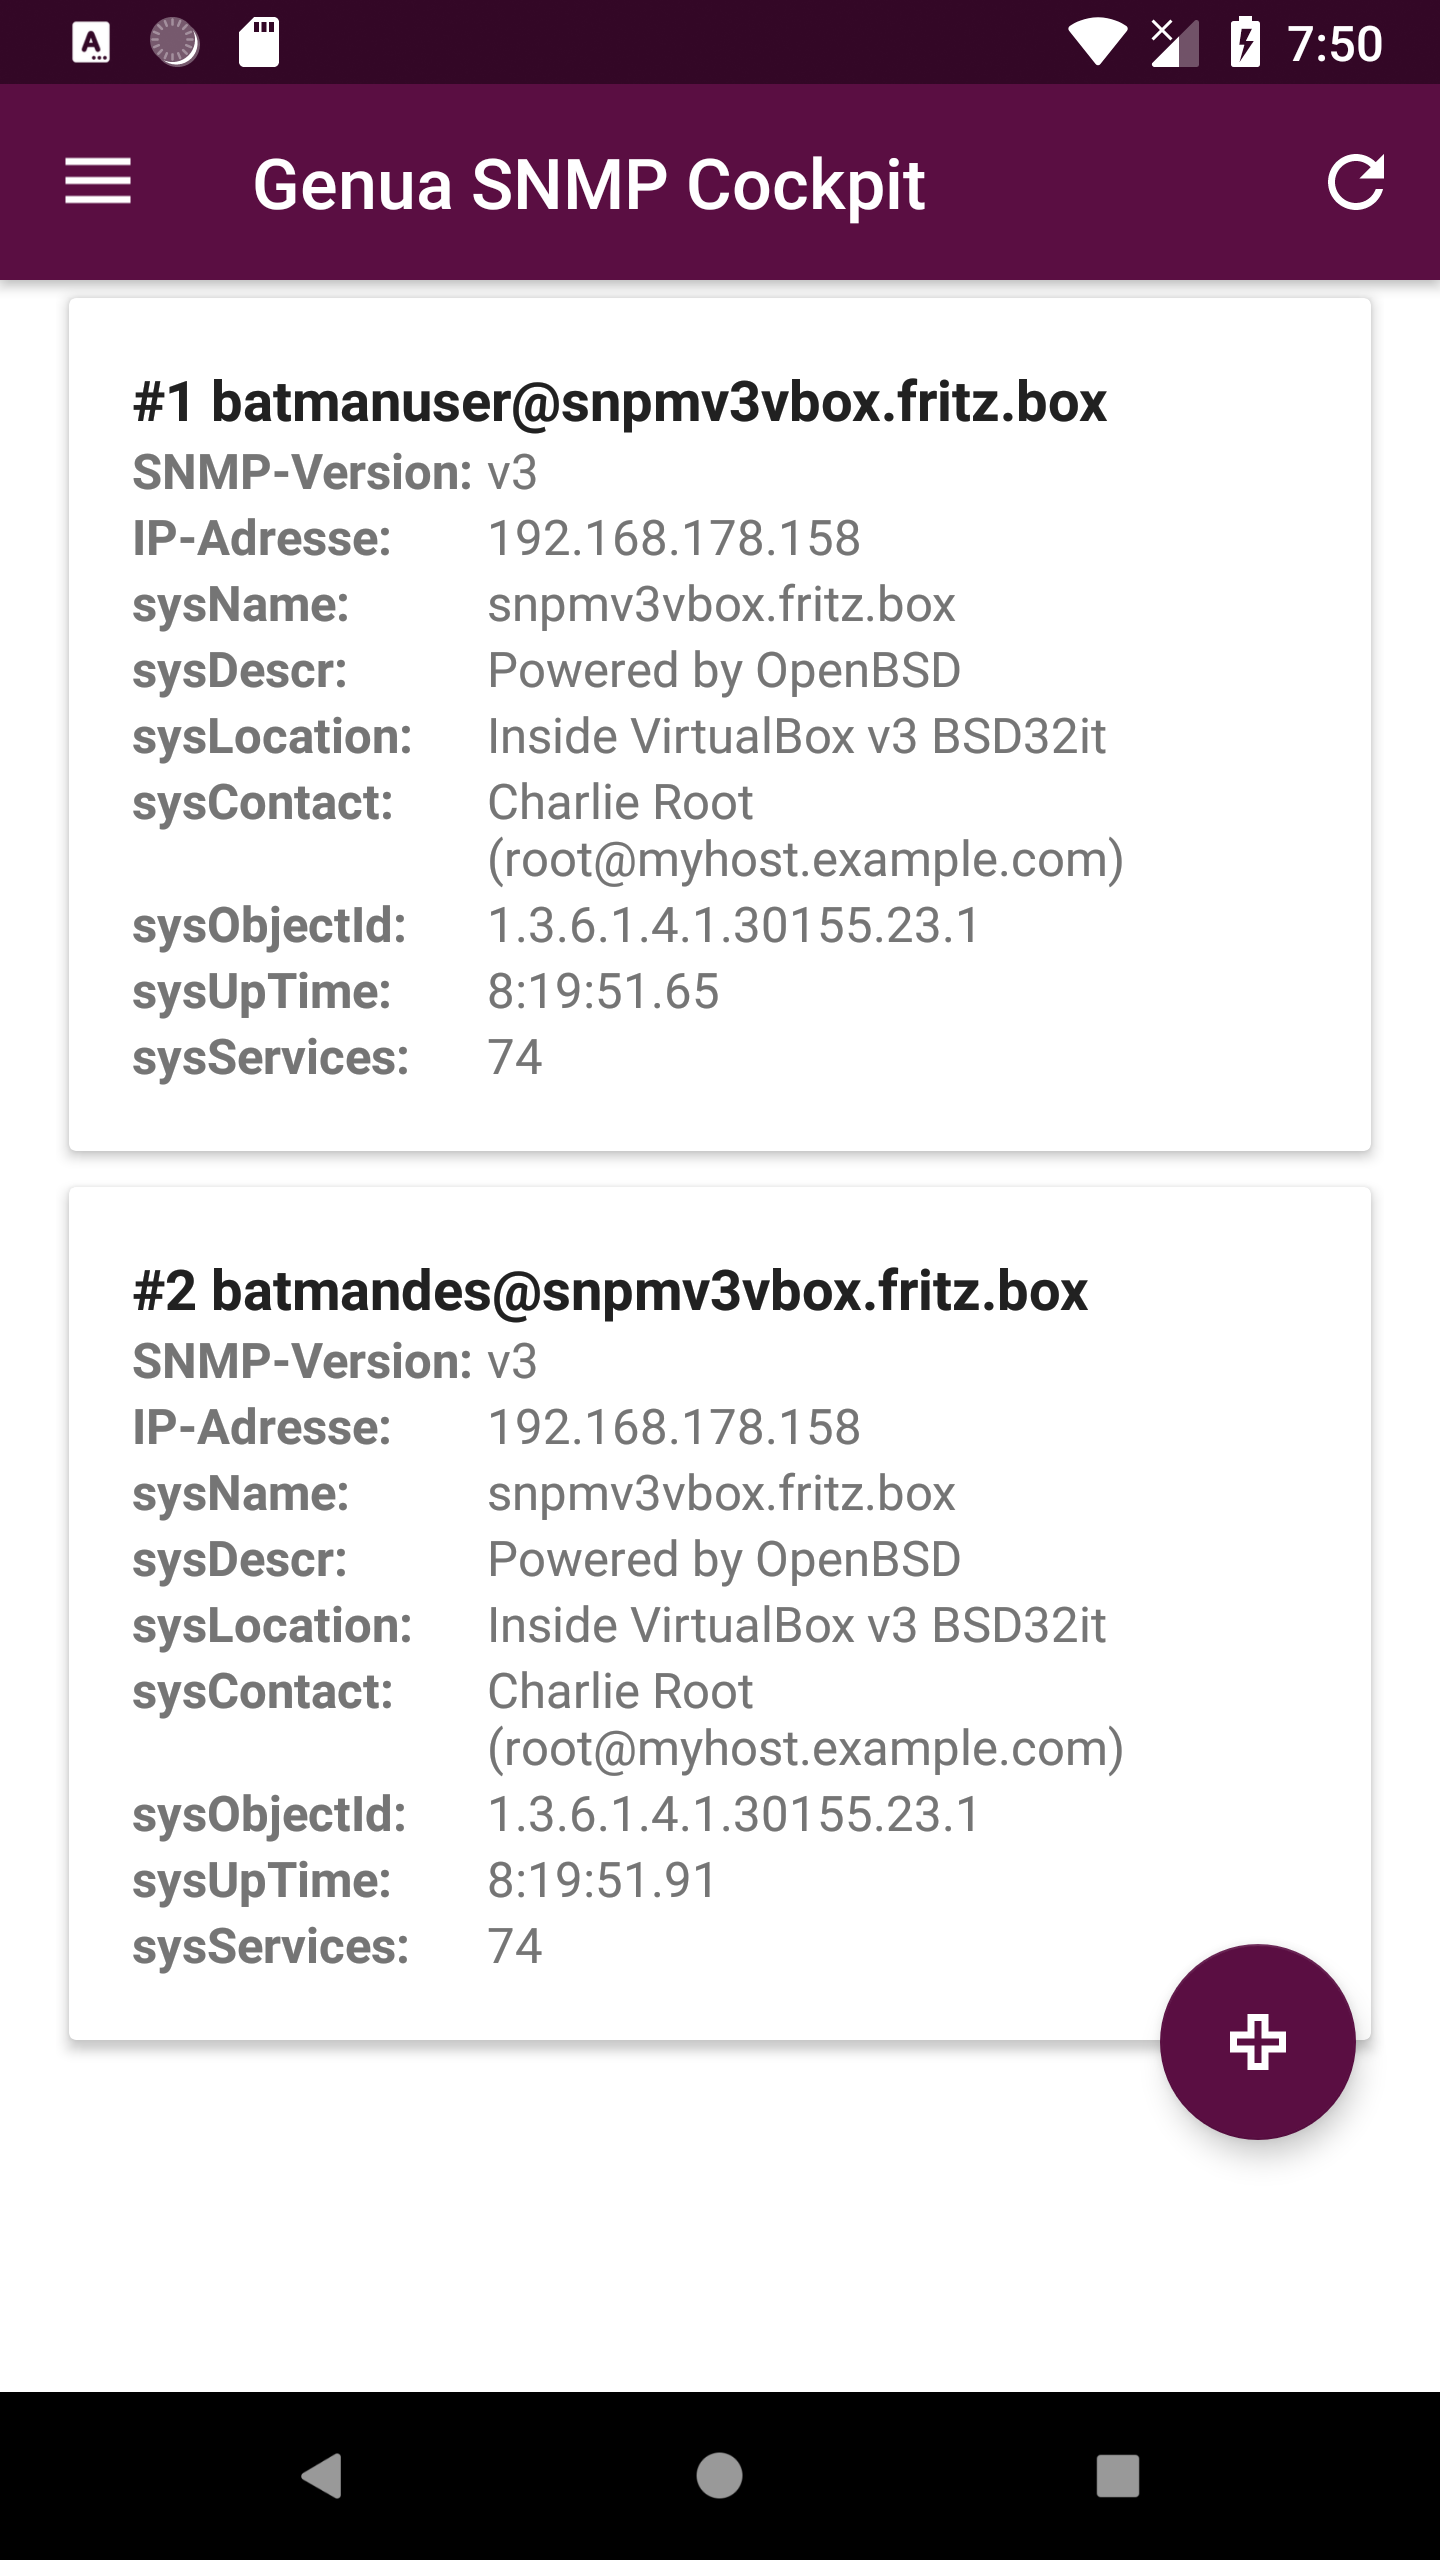 7:50
Genua SNMP Cockpit
#1 batmanuser@snpmv3vbox.fritz.box
SNMP-Version: v3
IP-Adresse: 192.168.178.158
sysName: snpmv3vbox.fritz.box
sysDescr: Powered by OpenBSD
sysLocation: Inside VirtualBox v3 BSD32it
sysContact: Charlie Root
(root@myhost.example.com)
sysObjectId: 1.3.6.1.4.1.30155.23.1
sysUpTime: 8:19:51.65
sysServices: 74
#2 batmandes@snpmv3vbox.fritz.box
SNMP-Version: v3
IP-Adresse: 192.168.178.158
sysName: snpmv3vbox.fritz.box
sysDescr: Powered by OpenBSD
sysLocation: Inside VirtualBox v3 BSD32it
sysContact: Charlie Root
(root@myhost.example.com)
sysObjectId: 1.3.6.1.4.1.30155.23.1
sysUpTime: 8:19:51.91
sysServices: 74